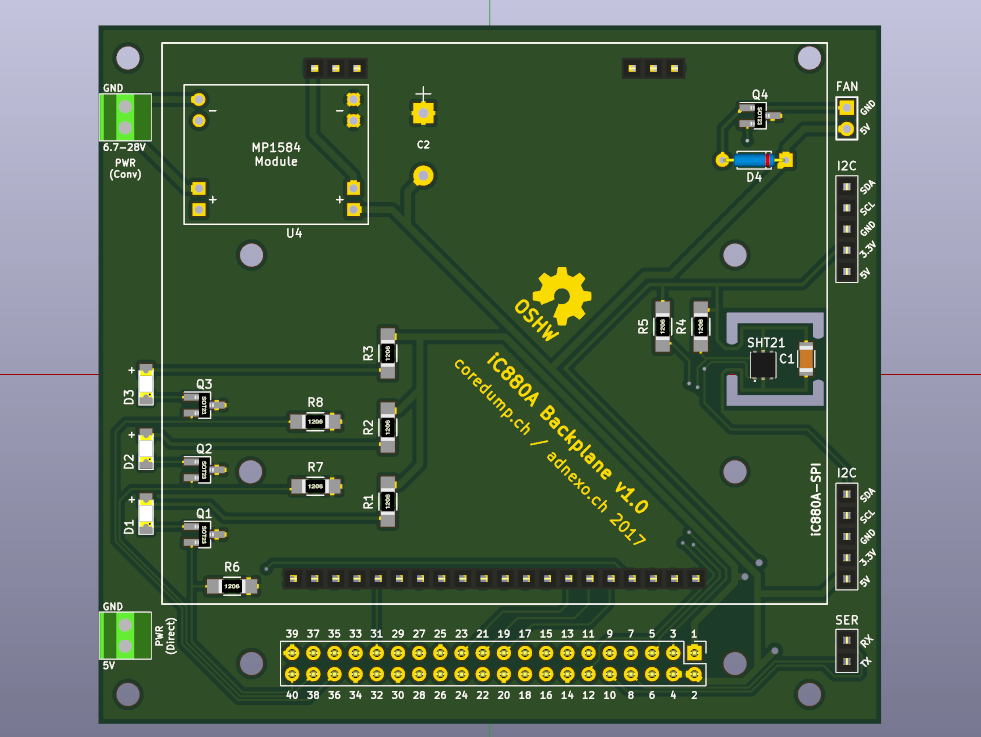 GND
6.7-28V
PWR
(Conv)
MP1584
Module
−
−
+
+
U4
+
C2
Q4
SOT23
D4
FAN
GND
5V
I2C
SDA
SCL
GND
3.3V
5V
OSHW
iC880A Backplane v1.0
coredump.ch / adnexo.ch 2017
R5
1206
R4
1206
SHT21
C1
R3
1206
+
D3
Q3
SOT23
R8
1206
R2
1206
+
D2
Q2
SOT23
R7
1206
R1
1206
+
D1
Q1
SOT23
R6
1206
iC880A-SPI
I2C
SDA
SCL
GND
3.3V
5V
GND
5V
PWR
(Direct)
SER
RX
TX
39 37 35 33 31 29 27 25 23 21 19 17 15 13 11 9 7 5 3 1
40 38 36 34 32 30 28 26 24 22 20 18 16 14 12 10 8 6 4 2